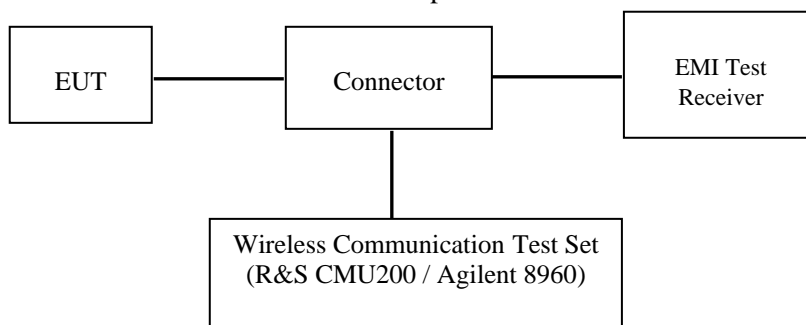 EUT
Connector
EMI Test
Receiver
Wireless Communication Test Set
(R&S CMU200 / Agilent 8960)